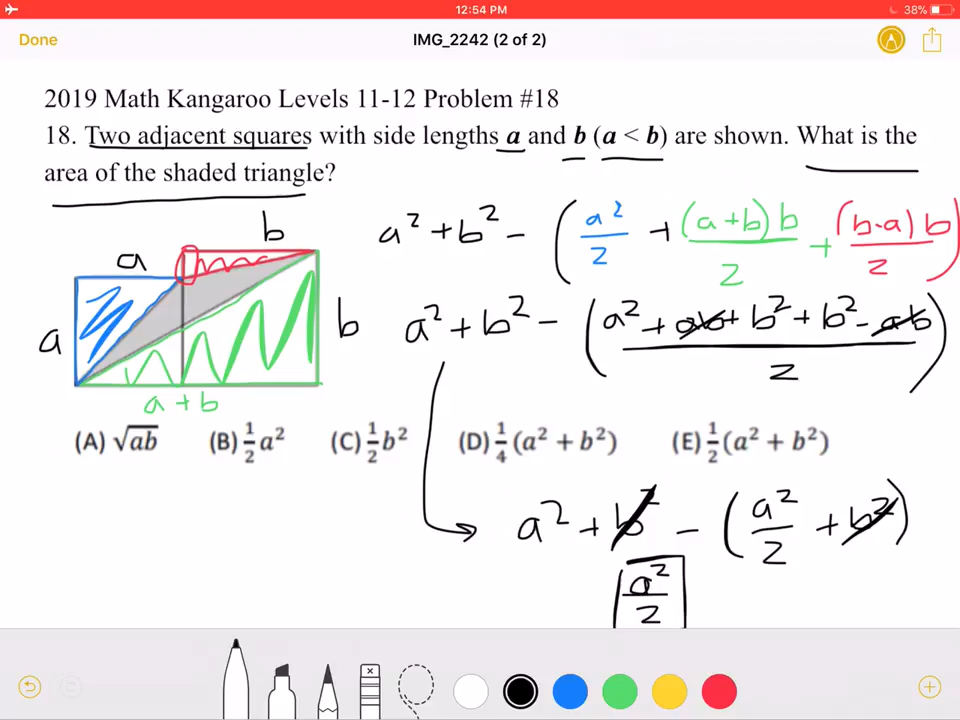 12:54 PM
38%
Done
IMG_2242 (2 of 2)
2019 Math Kangaroo Levels 11-12 Problem #18
18. Two adjacent squares with side lengths a and b (a < b) are shown. What is the
area of the shaded triangle?
b
a
a
b
a + b
a² + b² - (a²/2 + (a+b)b/2 + (b-a)b/2)
a² + b² - (a² + ab + b² + b² - ab / 2)
(A) √ab (B) ½a² (C) ½b² (D) ¼(a² + b²) (E) ½(a² + b²)
a² + b² - (a²/2 + b²)
a²/2